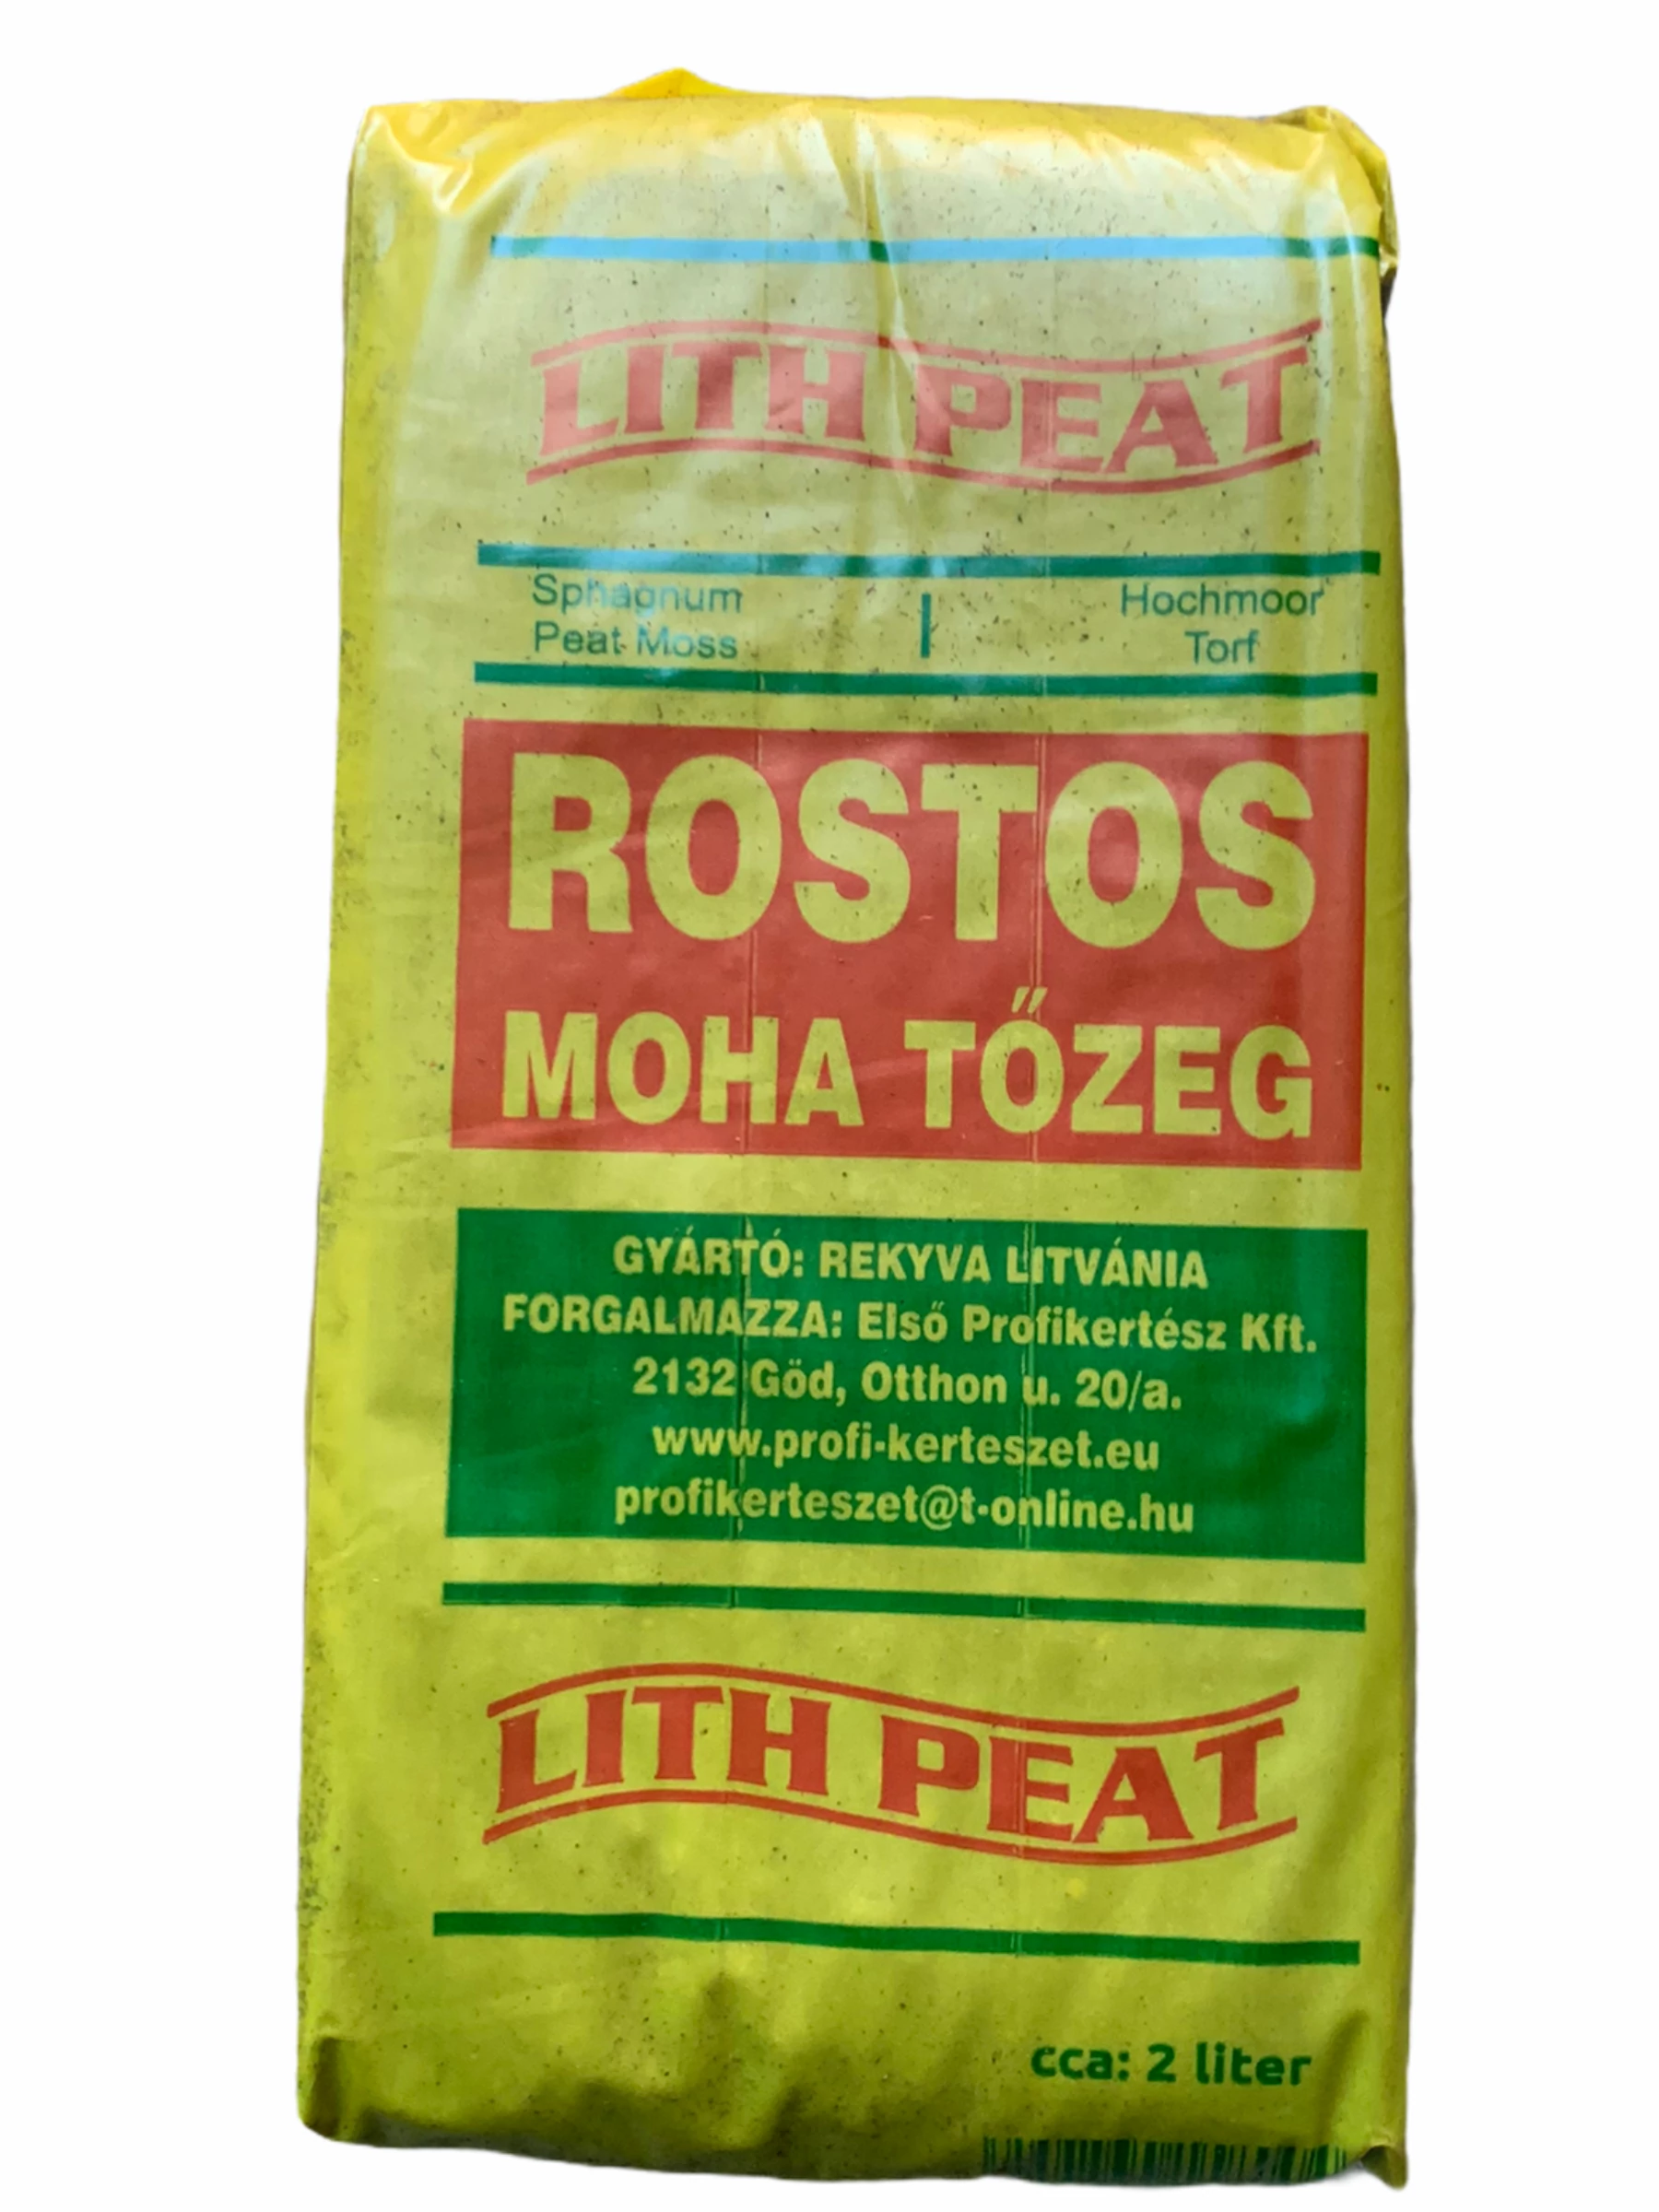 LITH PEAT
Sphagnum
Peat Moss
Hochmoor
Torf
ROSTOS
MOHA TŐZEG
GYÁRTÓ: REKYVA LITVÁNIA
FORGALMAZZA: Első Profikertész Kft.
2132 Göd, Otthon u. 20/a.
www.profi-kerteszet.eu
profikerteszet@t-online.hu
LITH PEAT
cca: 2 liter